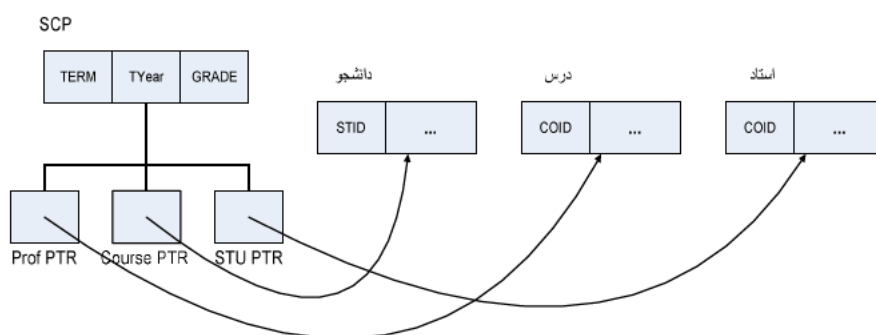 SCP
TERM TYear GRADE
دانشجو
درس
استاد
STID ...
COID ...
COID ...
Prof PTR
Course PTR
STU PTR